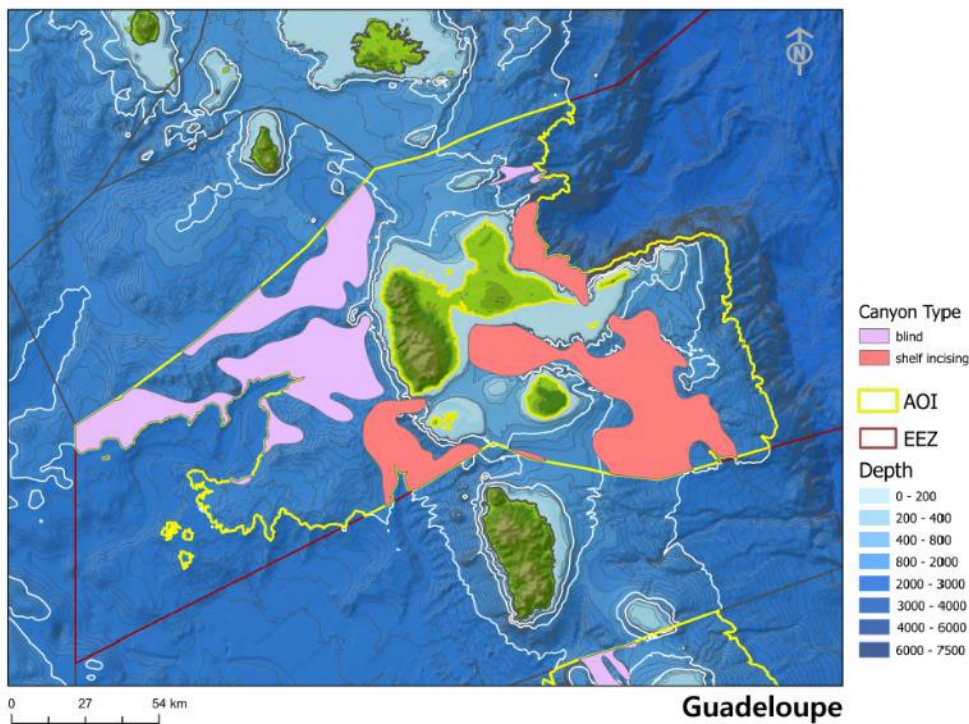 N
Canyon Type
blind
shelf incising
AOI
EEZ
Depth
0 - 200
200 - 400
400 - 800
800 - 2000
2000 - 3000
3000 - 4000
4000 - 6000
6000 - 7500
0 27 54 km
Guadeloupe